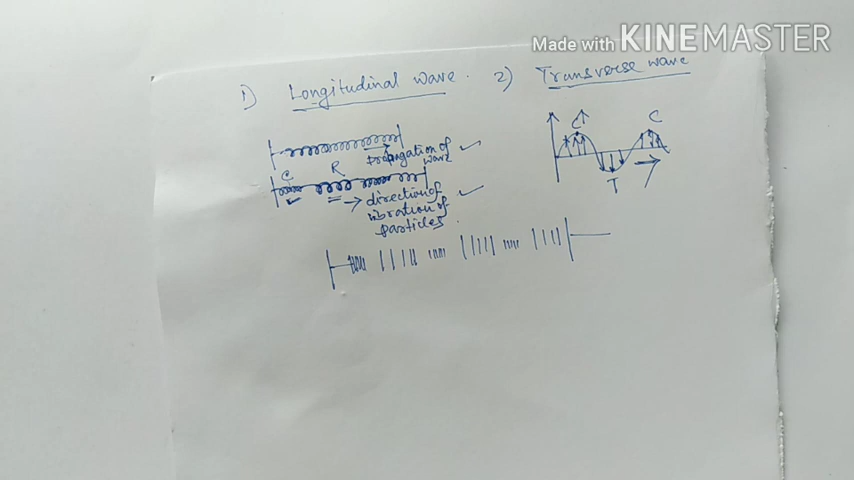 Made with KINEMASTER
1) Longitudinal wave. 2) Transverse wave
C C
propagation of
wave
C R
T
direction of
vibration of
particles.